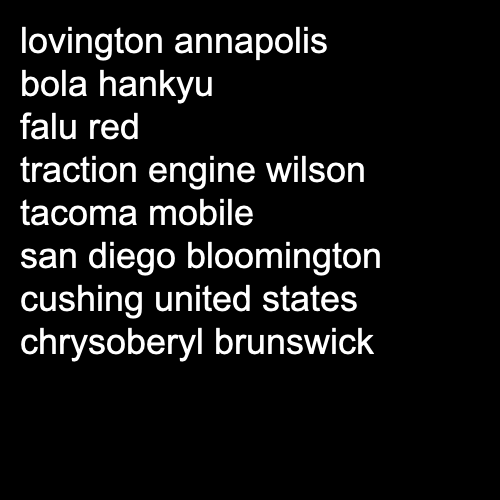 lovington annapolis
bola hankyu
falu red
traction engine wilson
tacoma mobile
san diego bloomington
cushing united states
chrysoberyl brunswick